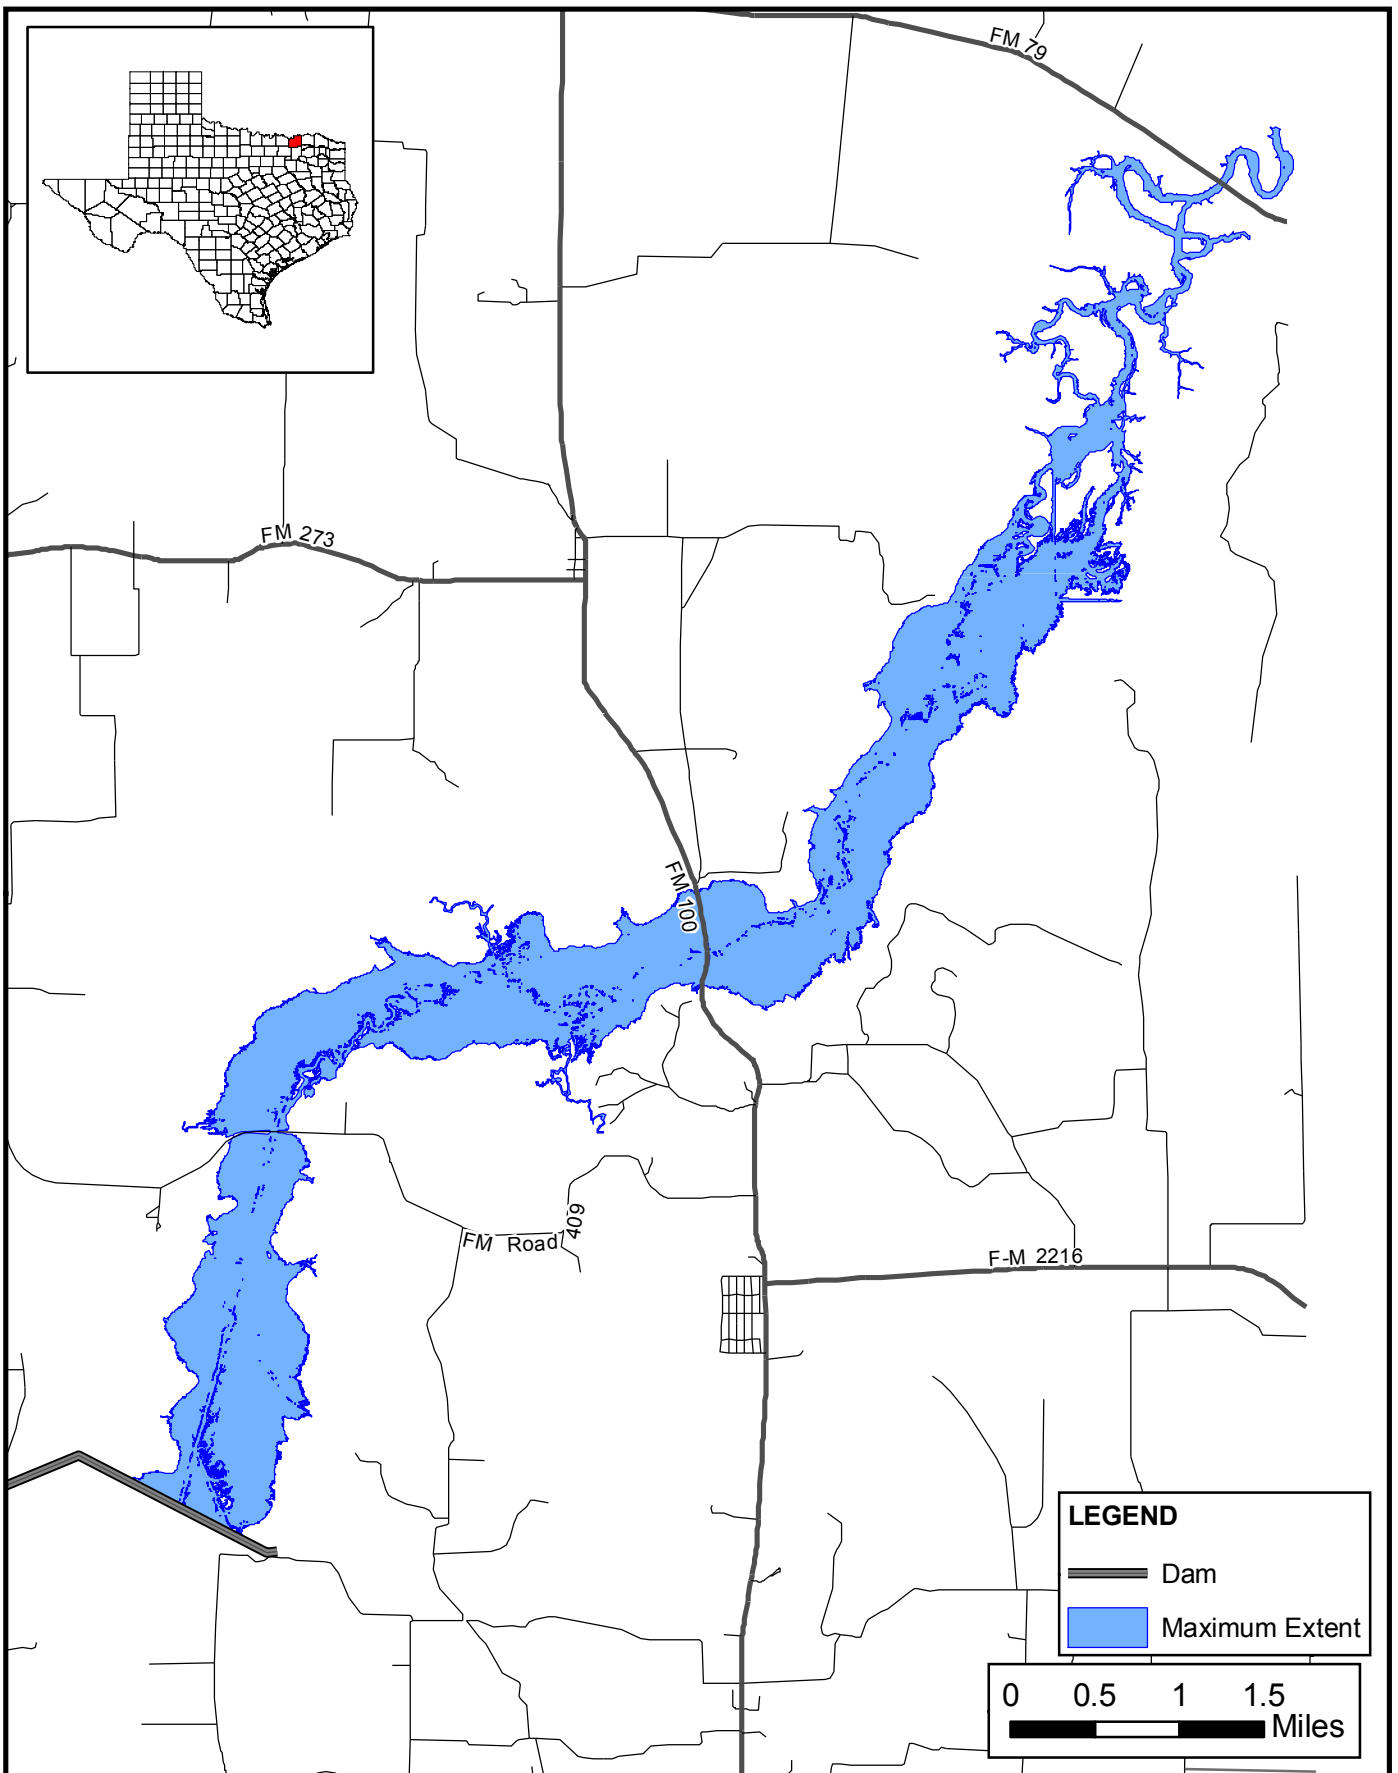 FM 79
FM 273
FM 100
FM Road 409
F-M 2216
LEGEND
Dam
Maximum Extent
0 0.5 1 1.5
Miles